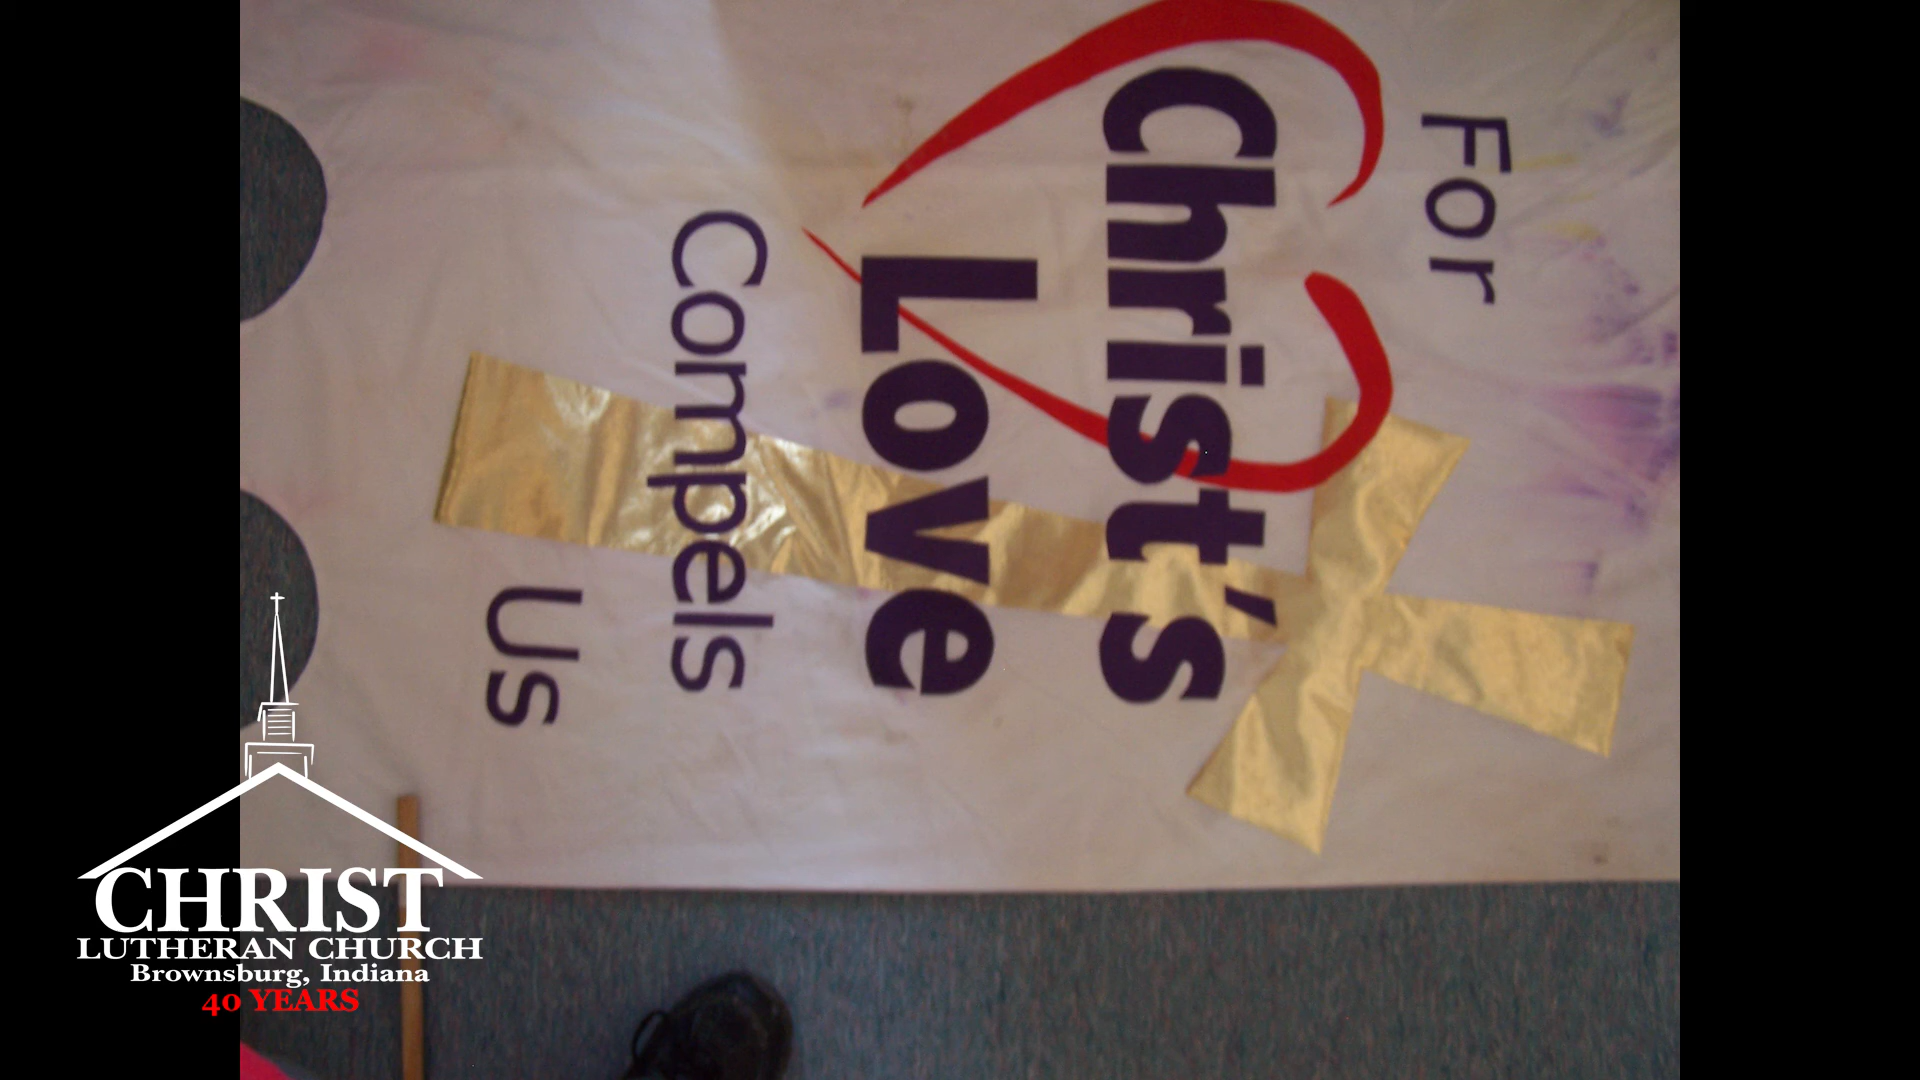 For
Christ's
Love
Compels
Us
CHRIST
LUTHERAN CHURCH
Brownsburg, Indiana
40 YEARS